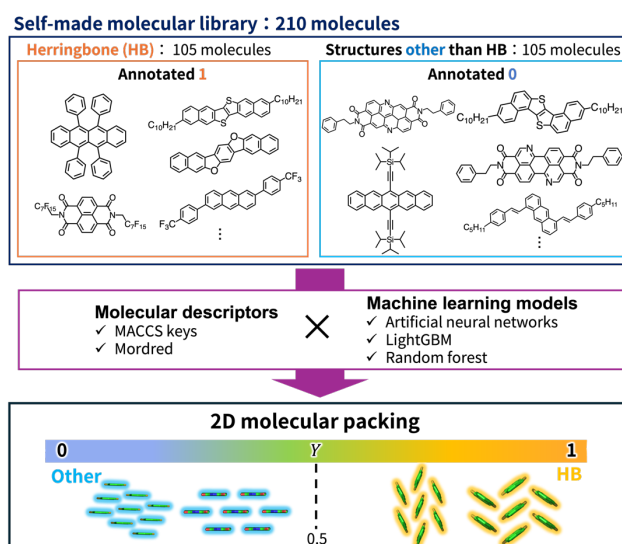 Self-made molecular library：210 molecules
Herringbone (HB)： 105 molecules
Annotated 1
C10H21
C10H21
S
S
O
O
C7F15
O
O
N
N
O
O
C7F15
CF3
F3C
⋮
Structures other than HB：105 molecules
Annotated 0
O
O
N
N
N
N
O
O
C10H21
S
S
C10H21
Si
Si
O
O
N
N
N
N
O
O
C5H11
C5H11
⋮
Molecular descriptors
✓ MACCS keys
✓ Mordred
×
Machine learning models
✓ Artificial neural networks
✓ LightGBM
✓ Random forest
2D molecular packing
0 Y 1
Other HB
0.5